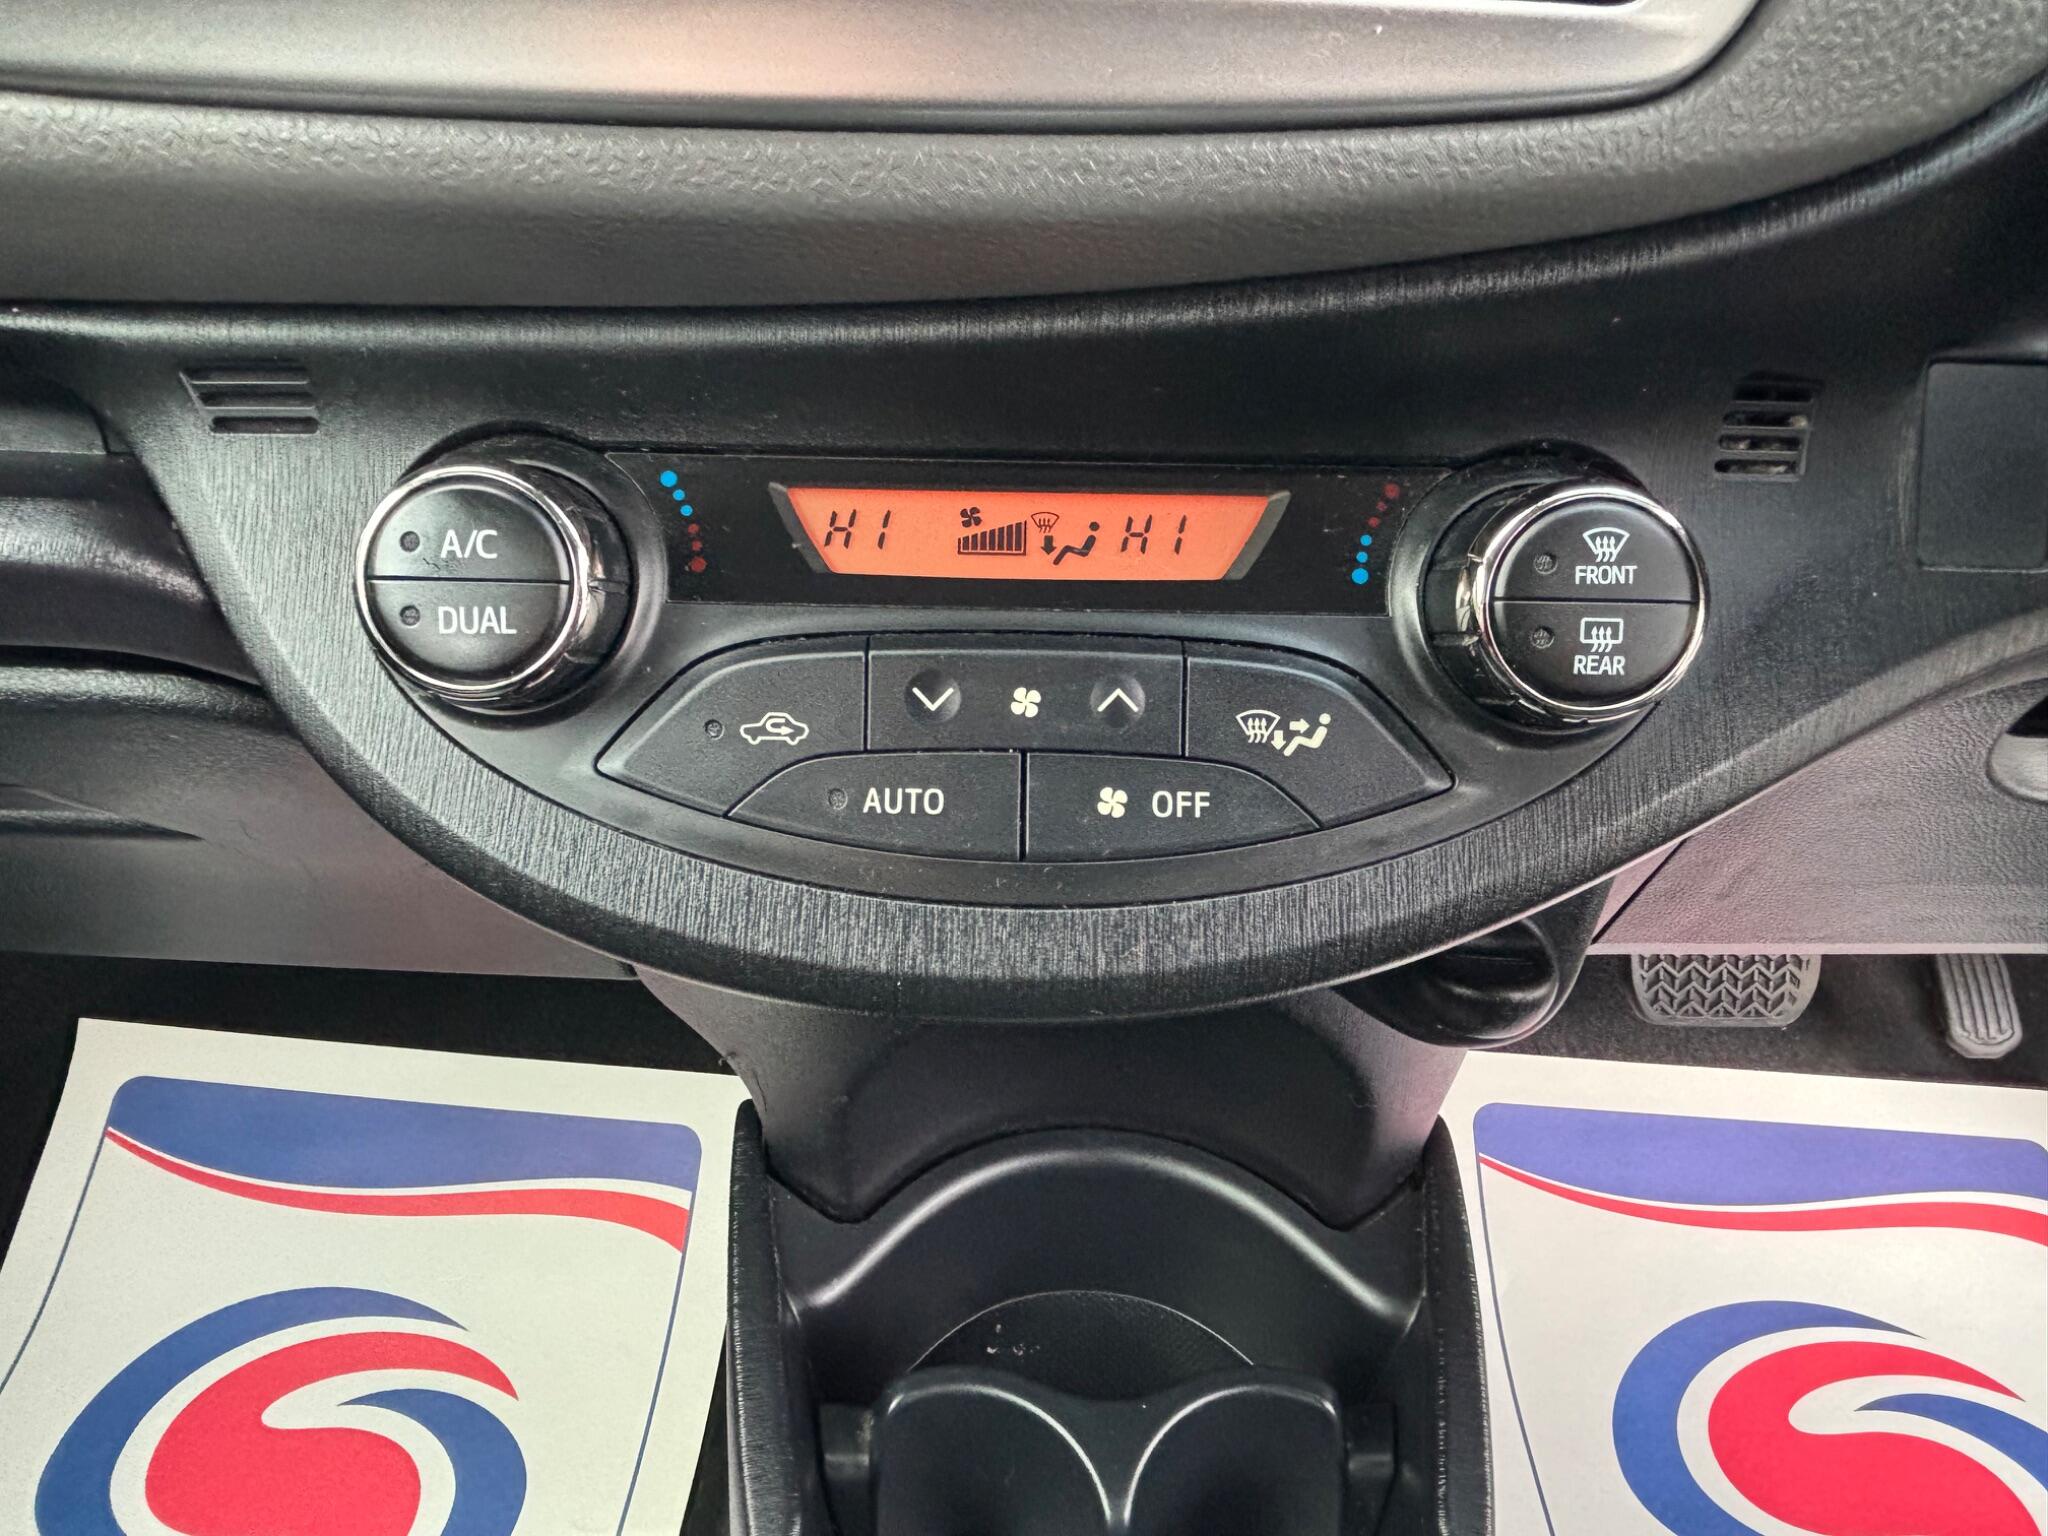 HI HI
A/C
DUAL
FRONT
REAR
AUTO
OFF